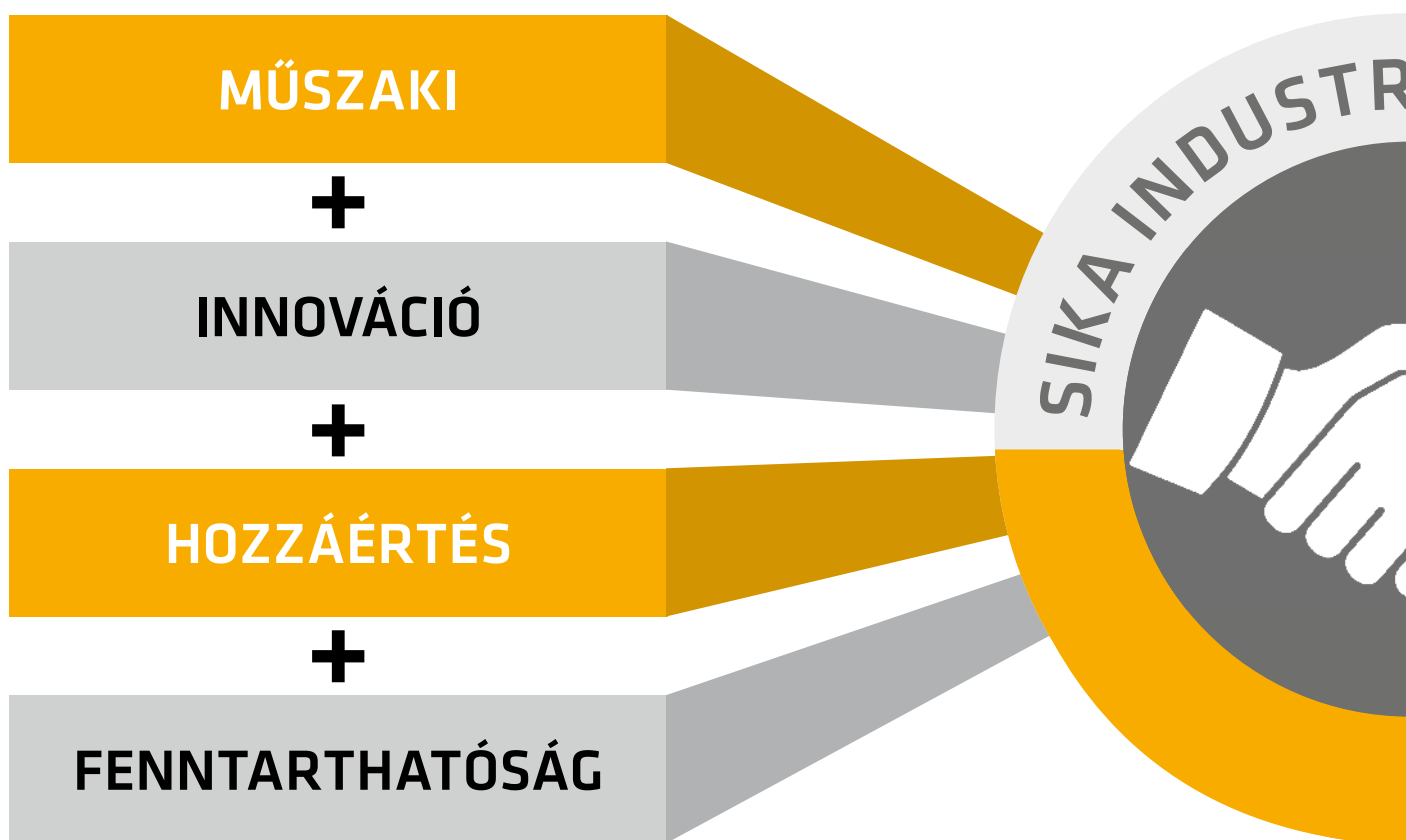 MŰSZAKI
+
INNOVÁCIÓ
+
HOZZÁÉRTÉS
+
FENNTARTHATÓSÁG
SIKA INDUSTR